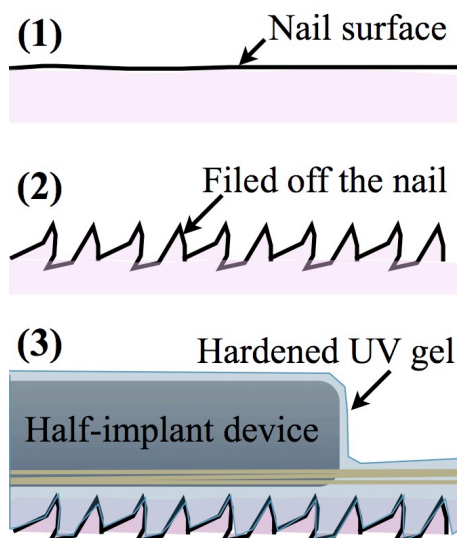 (1)
Nail surface
(2)
Filed off the nail
(3)
Hardened UV gel
Half-implant device